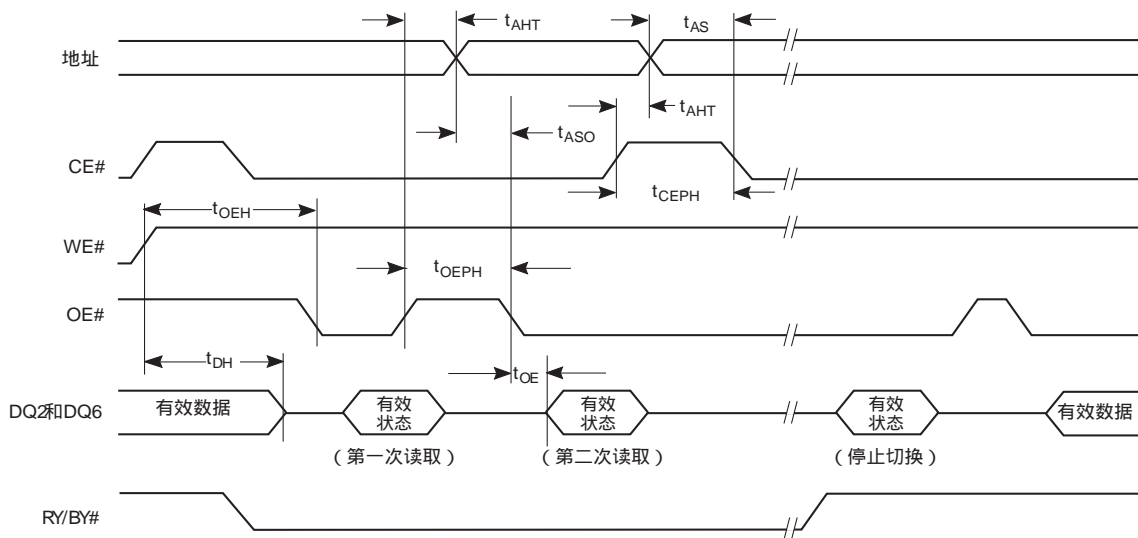 tAHT
tAS
地址
tAHT
tASO
CE#
tCEPH
tOEH
WE#
tOEPH
OE#
tDH
tOE
DQ2和DQ6
有效数据
有效
状态
有效
状态
有效
状态
有效数据
(第一次读取)
(第二次读取)
(停止切换)
RY/BY#